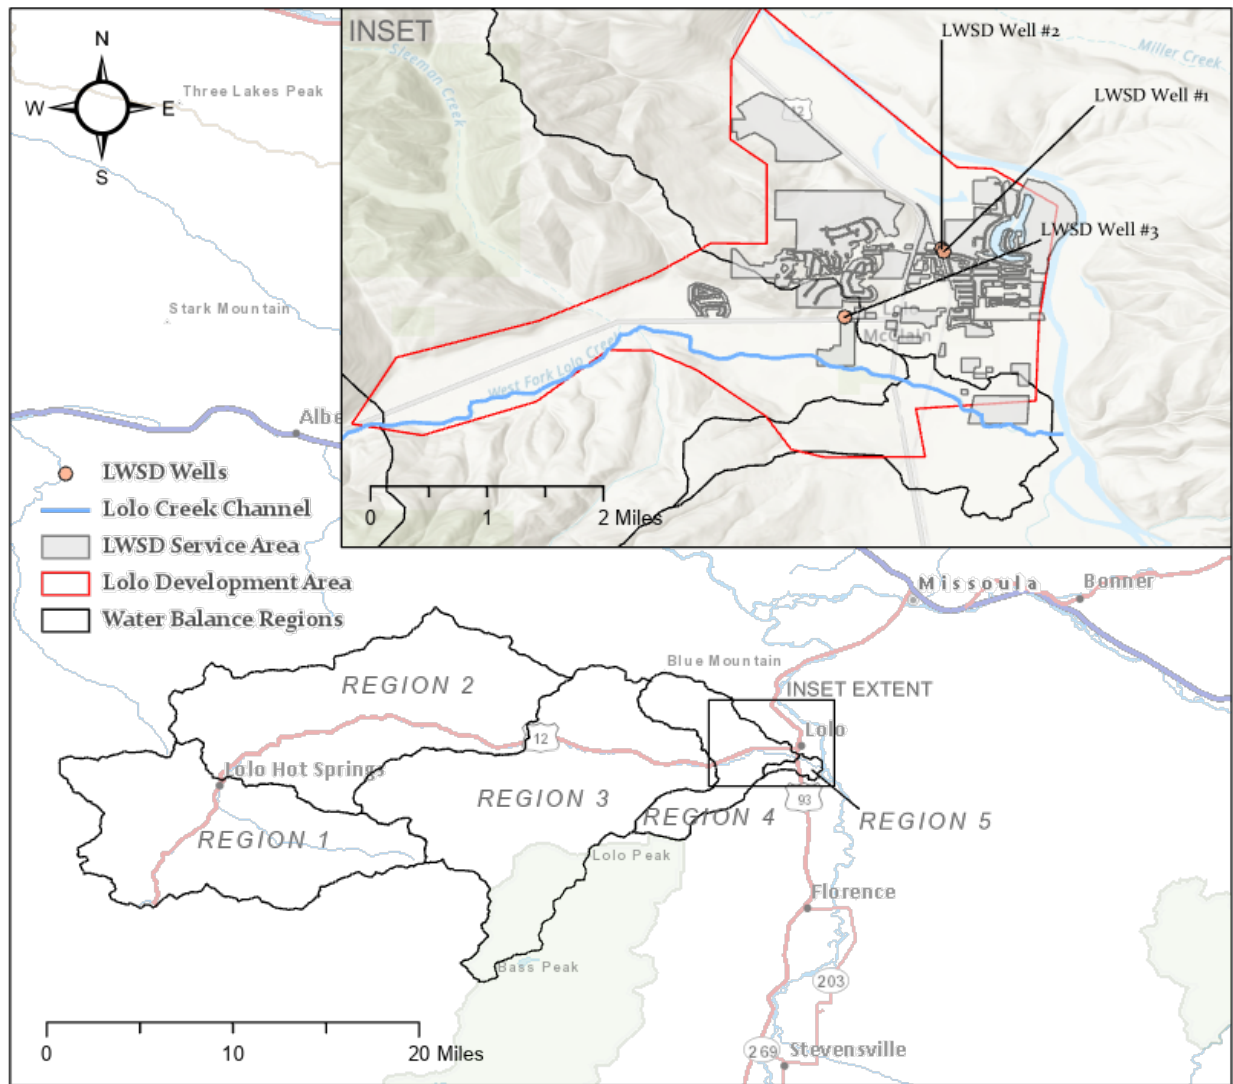 INSET
N
W
E
S
Three Lakes Peak
Sleeman Creek
12
Miller Creek
LWSD Well #2
LWSD Well #1
LWSD Well #3
Lolo
McClain
West Fork Lolo Creek
0
1
2 Miles
Stark Mountain
Albe
LWSD Wells
Lolo Creek Channel
LWSD Service Area
Lolo Development Area
Water Balance Regions
Missoula
Bonner
Blue Mountain
INSET EXTENT
REGION 2
12
Lolo
Lolo Hot Springs
REGION 3
93
REGION 4
REGION 5
REGION 1
Lolo Peak
Florence
Bass Peak
203
269
Stevensville
0
10
20 Miles